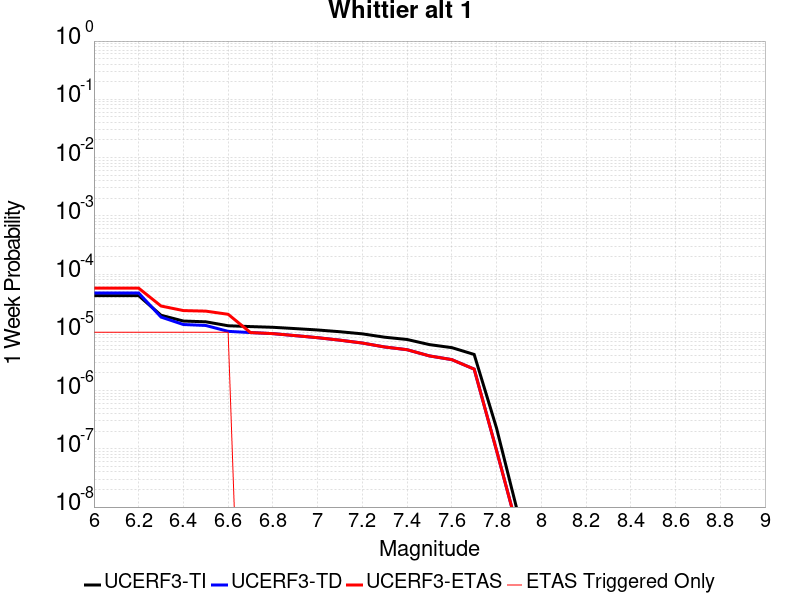 Whittier alt 1
10^0
10^-1
10^-2
10^-3
10^-4
10^-5
10^-6
10^-7
10^-8
1 Week Probability
6 6.2 6.4 6.6 6.8 7 7.2 7.4 7.6 7.8 8 8.2 8.4 8.6 8.8 9
Magnitude
UCERF3-TI UCERF3-TD UCERF3-ETAS ETAS Triggered Only